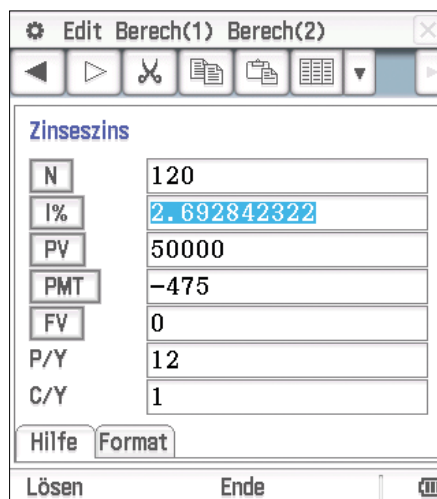 Edit Berech(1) Berech(2)
Zinseszins
N 120
I% 2.692842322
PV 50000
PMT -475
FV 0
P/Y 12
C/Y 1
Hilfe Format
Lösen Ende